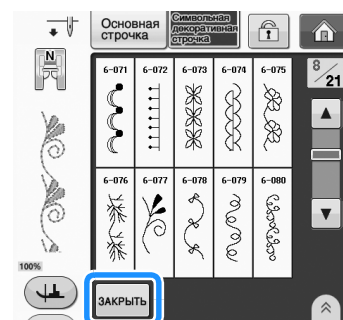 Основная
строчка
Символьная
декоративная
строчка
N
6-071 6-072 6-073 6-074 6-075
8/21
6-076 6-077 6-078 6-079 6-080
100%
ЗАКРЫТЬ